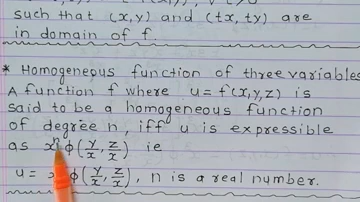 such that (x,y) and (tx, ty) are
in domain of f.
* Homogeneous function of three variables
A function f where u = f(x,y,z) is
said to be a homogeneous function
of degree n, iff u is expressible
as xⁿ ϕ(y/x, z/x) ie
u = x ϕ(y/x, z/x), n is a real number.